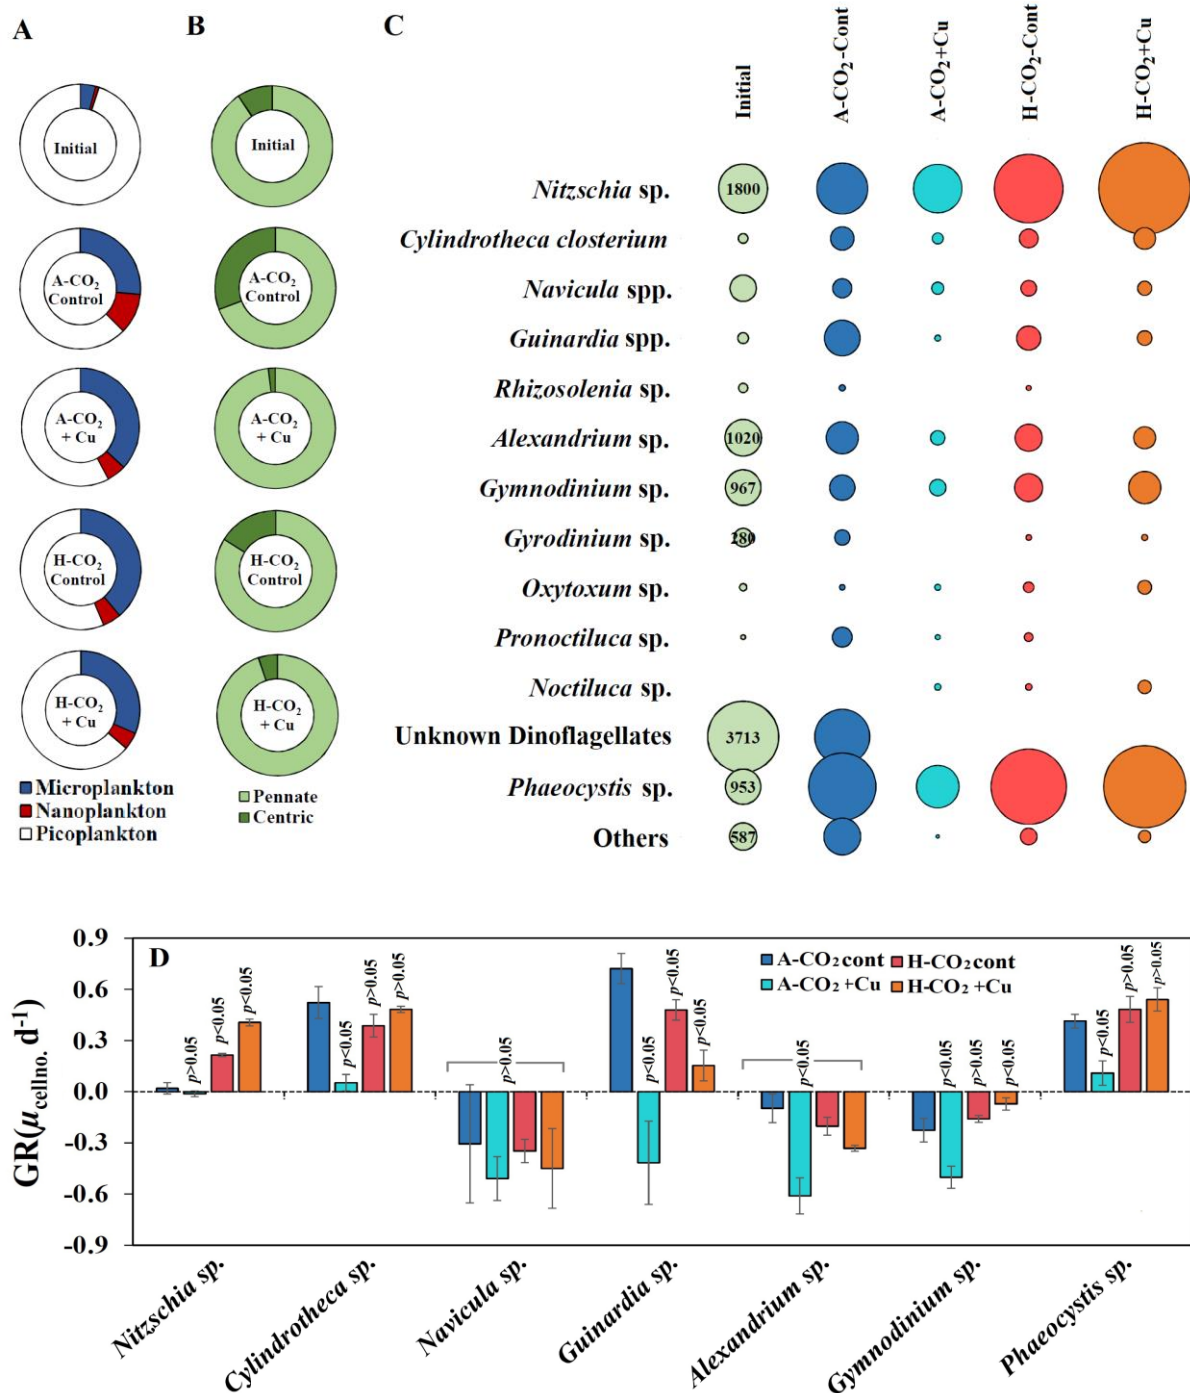 A
B
C
Initial
A-CO₂-Cont
A-CO₂+Cu
H-CO₂-Cont
H-CO₂+Cu
Initial
A-CO₂
Control
A-CO₂
+ Cu
H-CO₂
Control
H-CO₂
+ Cu
Microplankton
Nanoplankton
Picoplankton
Initial
A-CO₂
Control
A-CO₂
+ Cu
H-CO₂
Control
H-CO₂
+ Cu
Pennate
Centric
Nitzschia sp.
1800
Cylindrotheca closterium
Navicula spp.
Guinardia spp.
Rhizosolenia sp.
Alexandrium sp.
1020
Gymnodinium sp.
967
Gyrodinium sp.
280
Oxytoxum sp.
Pronoctiluca sp.
Noctiluca sp.
Unknown Dinoflagellates
3713
Phaeocystis sp.
953
Others
587
D
A-CO₂ cont
H-CO₂ cont
A-CO₂ +Cu
H-CO₂ +Cu
GR(μcellno. d⁻¹)
0.9
0.6
0.3
0.0
-0.3
-0.6
-0.9
p>0.05
p<0.05
p<0.05
p<0.05
p>0.05
p>0.05
p>0.05
p<0.05
p<0.05
p<0.05
p<0.05
p<0.05
p>0.05
p<0.05
p<0.05
p>0.05
p>0.05
Nitzschia sp.
Cylindrotheca sp.
Navicula sp.
Guinardia sp.
Alexandrium sp.
Gymnodinium sp.
Phaeocystis sp.